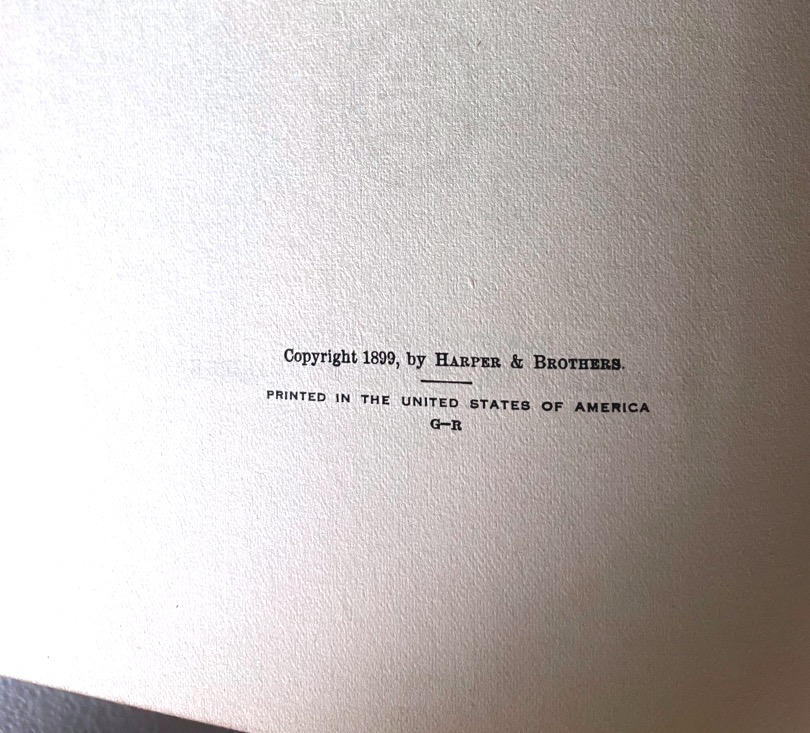 Copyright 1899, by HARPER & BROTHERS.
PRINTED IN THE UNITED STATES OF AMERICA
G–R